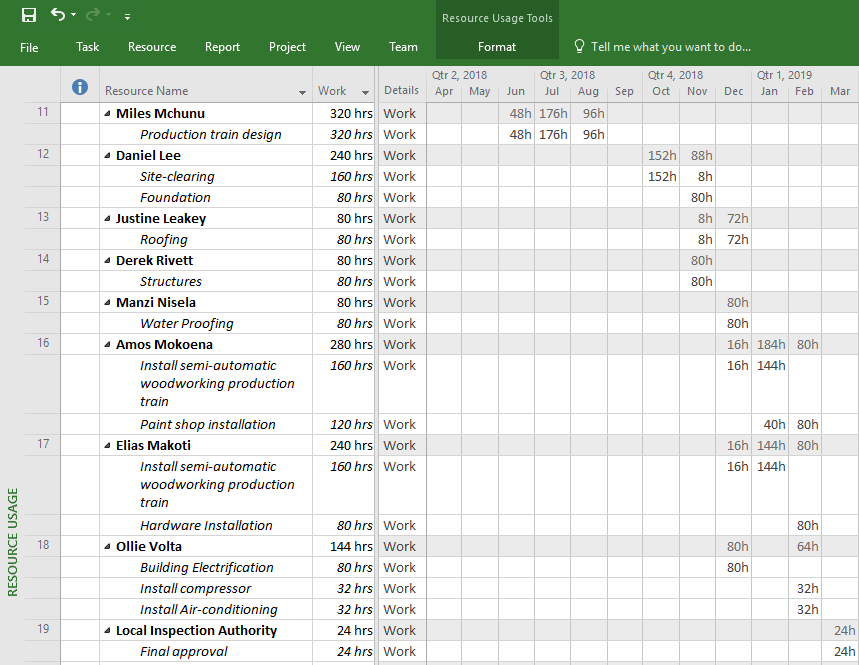 Resource Usage Tools
File Task Resource Report Project View Team Format Tell me what you want to do...
Qtr 2, 2018 Qtr 3, 2018 Qtr 4, 2018 Qtr 1, 2019
Resource Name Work Details Apr May Jun Jul Aug Sep Oct Nov Dec Jan Feb Mar
11 Miles Mchunu 320 hrs Work 48h 176h 96h
Production train design 320 hrs Work 48h 176h 96h
12 Daniel Lee 240 hrs Work 152h 88h
Site-clearing 160 hrs Work 152h 8h
Foundation 80 hrs Work 80h
13 Justine Leakey 80 hrs Work 8h 72h
Roofing 80 hrs Work 8h 72h
14 Derek Rivett 80 hrs Work 80h
Structures 80 hrs Work 80h
15 Manzi Nisela 80 hrs Work 80h
Water Proofing 80 hrs Work 80h
16 Amos Mokoena 280 hrs Work 16h 184h 80h
Install semi-automatic 160 hrs Work 16h 144h
woodworking production
train
Paint shop installation 120 hrs Work 40h 80h
17 Elias Makoti 240 hrs Work 16h 144h 80h
Install semi-automatic 160 hrs Work 16h 144h
woodworking production
train
Hardware Installation 80 hrs Work 80h
18 Ollie Volta 144 hrs Work 80h 64h
Building Electrification 80 hrs Work 80h
Install compressor 32 hrs Work 32h
Install Air-conditioning 32 hrs Work 32h
19 Local Inspection Authority 24 hrs Work 24h
Final approval 24 hrs Work 24h
RESOURCE USAGE